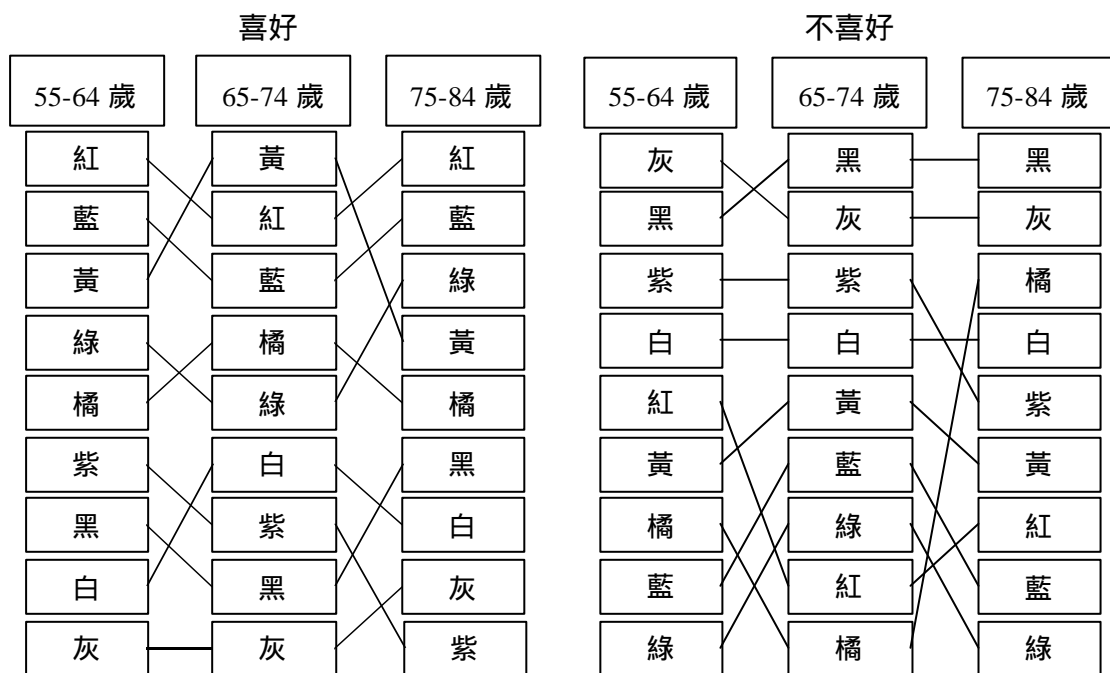 喜好 不喜好
55-64 歲 65-74 歲 75-84 歲 55-64 歲 65-74 歲 75-84 歲
紅 黃 紅 灰 黑 黑
藍 紅 藍 黑 灰 灰
黃 藍 綠 紫 紫 橘
綠 橘 黃 白 白 白
橘 綠 橘 紅 黃 紫
紫 白 黑 黃 藍 黃
黑 紫 白 橘 綠 紅
白 黑 灰 藍 紅 藍
灰 灰 紫 綠 橘 綠